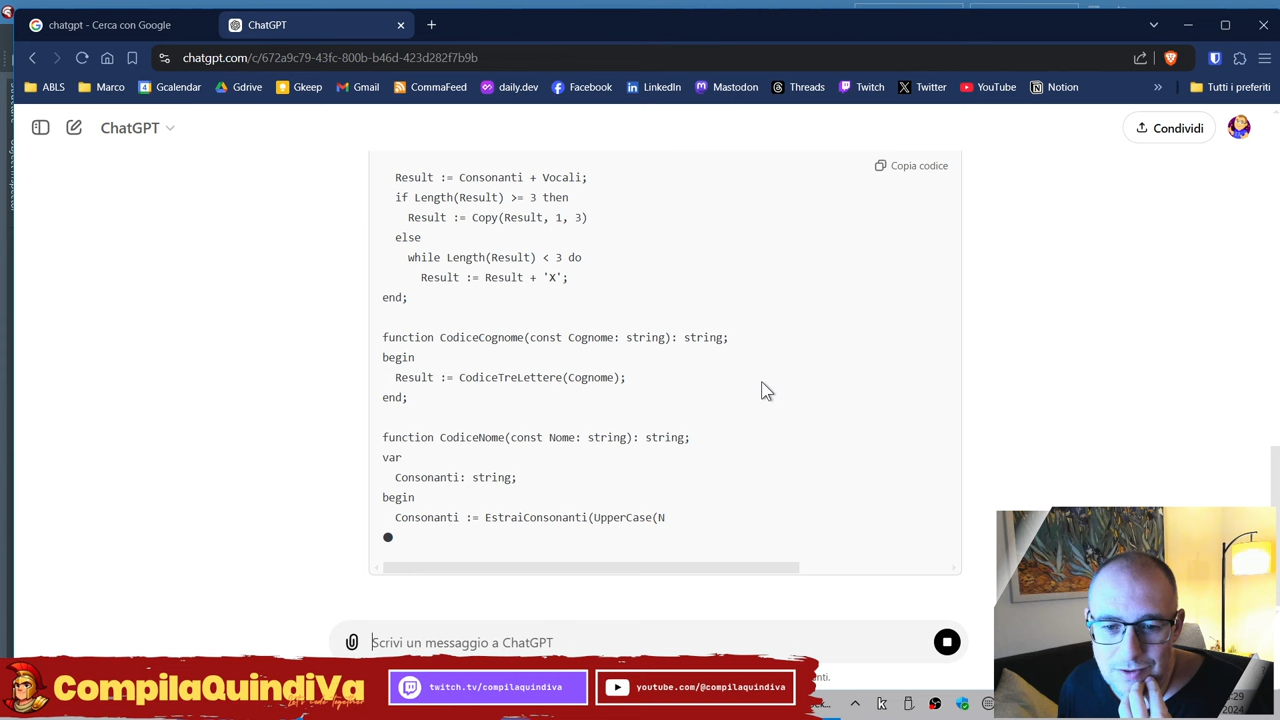 chatgpt - Cerca con Google
ChatGPT
chatgpt.com/c/672a9c79-43fc-800b-b46d-423d282f7b9b
ABLS
Marco
Gcalendar
Gdrive
Gkeep
Gmail
CommaFeed
daily.dev
Facebook
LinkedIn
Mastodon
Threads
Twitch
Twitter
YouTube
Notion
Tutti i preferiti
ChatGPT
Condividi
Copia codice
Result := Consonanti + Vocali;
if Length(Result) >= 3 then
Result := Copy(Result, 1, 3)
else
while Length(Result) < 3 do
Result := Result + 'X';
end;
function CodiceCognome(const Cognome: string): string;
begin
Result := CodiceTreLettere(Cognome);
end;
function CodiceNome(const Nome: string): string;
var
Consonanti: string;
begin
Consonanti := EstraiConsonanti(UpperCase(N
Scrivi un messaggio a ChatGPT
CompilaQuindiVa
Let's code together
twitch.tv/compilaquindiva
youtube.com/@compilaquindiva